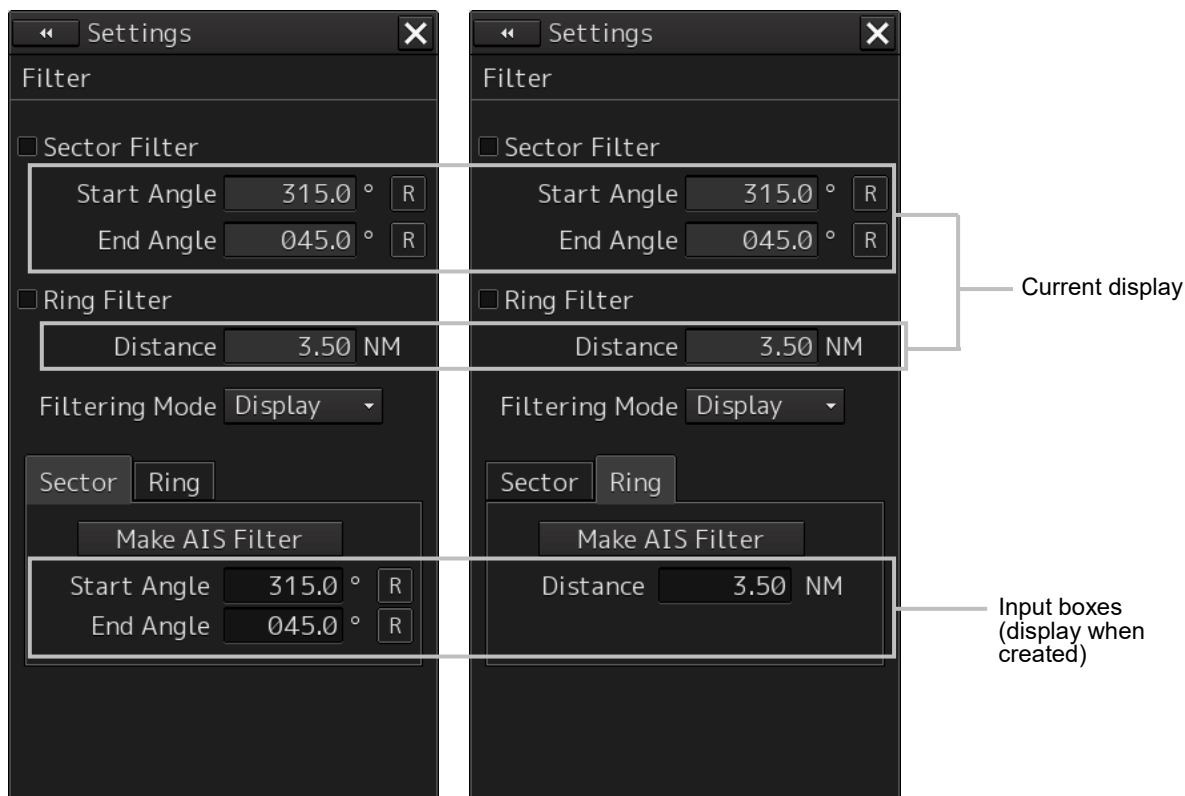 Settings
Filter
Sector Filter
Start Angle 315.0 ° R
End Angle 045.0 ° R
Ring Filter
Distance 3.50 NM
Filtering Mode Display
Sector Ring
Make AIS Filter
Start Angle 315.0 ° R
End Angle 045.0 ° R
Settings
Filter
Sector Filter
Start Angle 315.0 ° R
End Angle 045.0 ° R
Ring Filter
Distance 3.50 NM
Filtering Mode Display
Sector Ring
Make AIS Filter
Distance 3.50 NM
Current display
Input boxes
(display when
created)